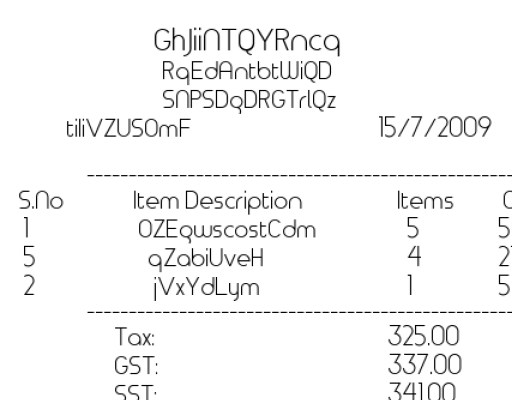 GhJiiNTQYRncq
RqEdAntbtWiQD
SNPSDqDRGTrlQz
tiliVZUSOmF 15/7/2009
S.No Item Description Items
1 OZEqwscostCdm 5 5
5 qZabiUveH 4 2
2 jVxYdLym 1 5
Tax: 325.00
GST: 337.00
SST: 341.00